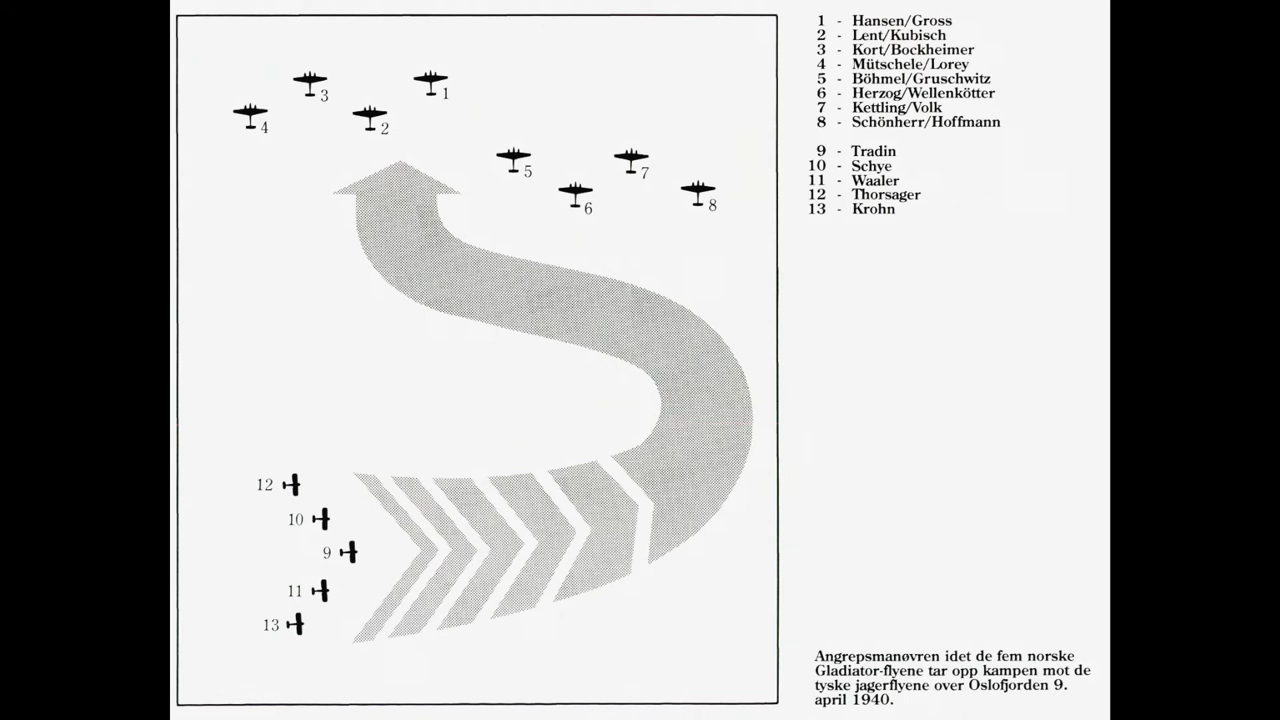 1 - Hansen/Gross
2 - Lent/Kubisch
3 - Kort/Bockheimer
4 - Mütschele/Lorey
5 - Böhmel/Gruschwitz
6 - Herzog/Wellenkötter
7 - Kettling/Volk
8 - Schönherr/Hoffmann
9 - Tradin
10 - Schye
11 - Waaler
12 - Thorsager
13 - Krohn
3
1
4
2
5
7
6
8
12
10
9
11
13
Angrepsmanøvren idet de fem norske
Gladiator-flyene tar opp kampen mot de
tyske jagerflyene over Oslofjorden 9.
april 1940.